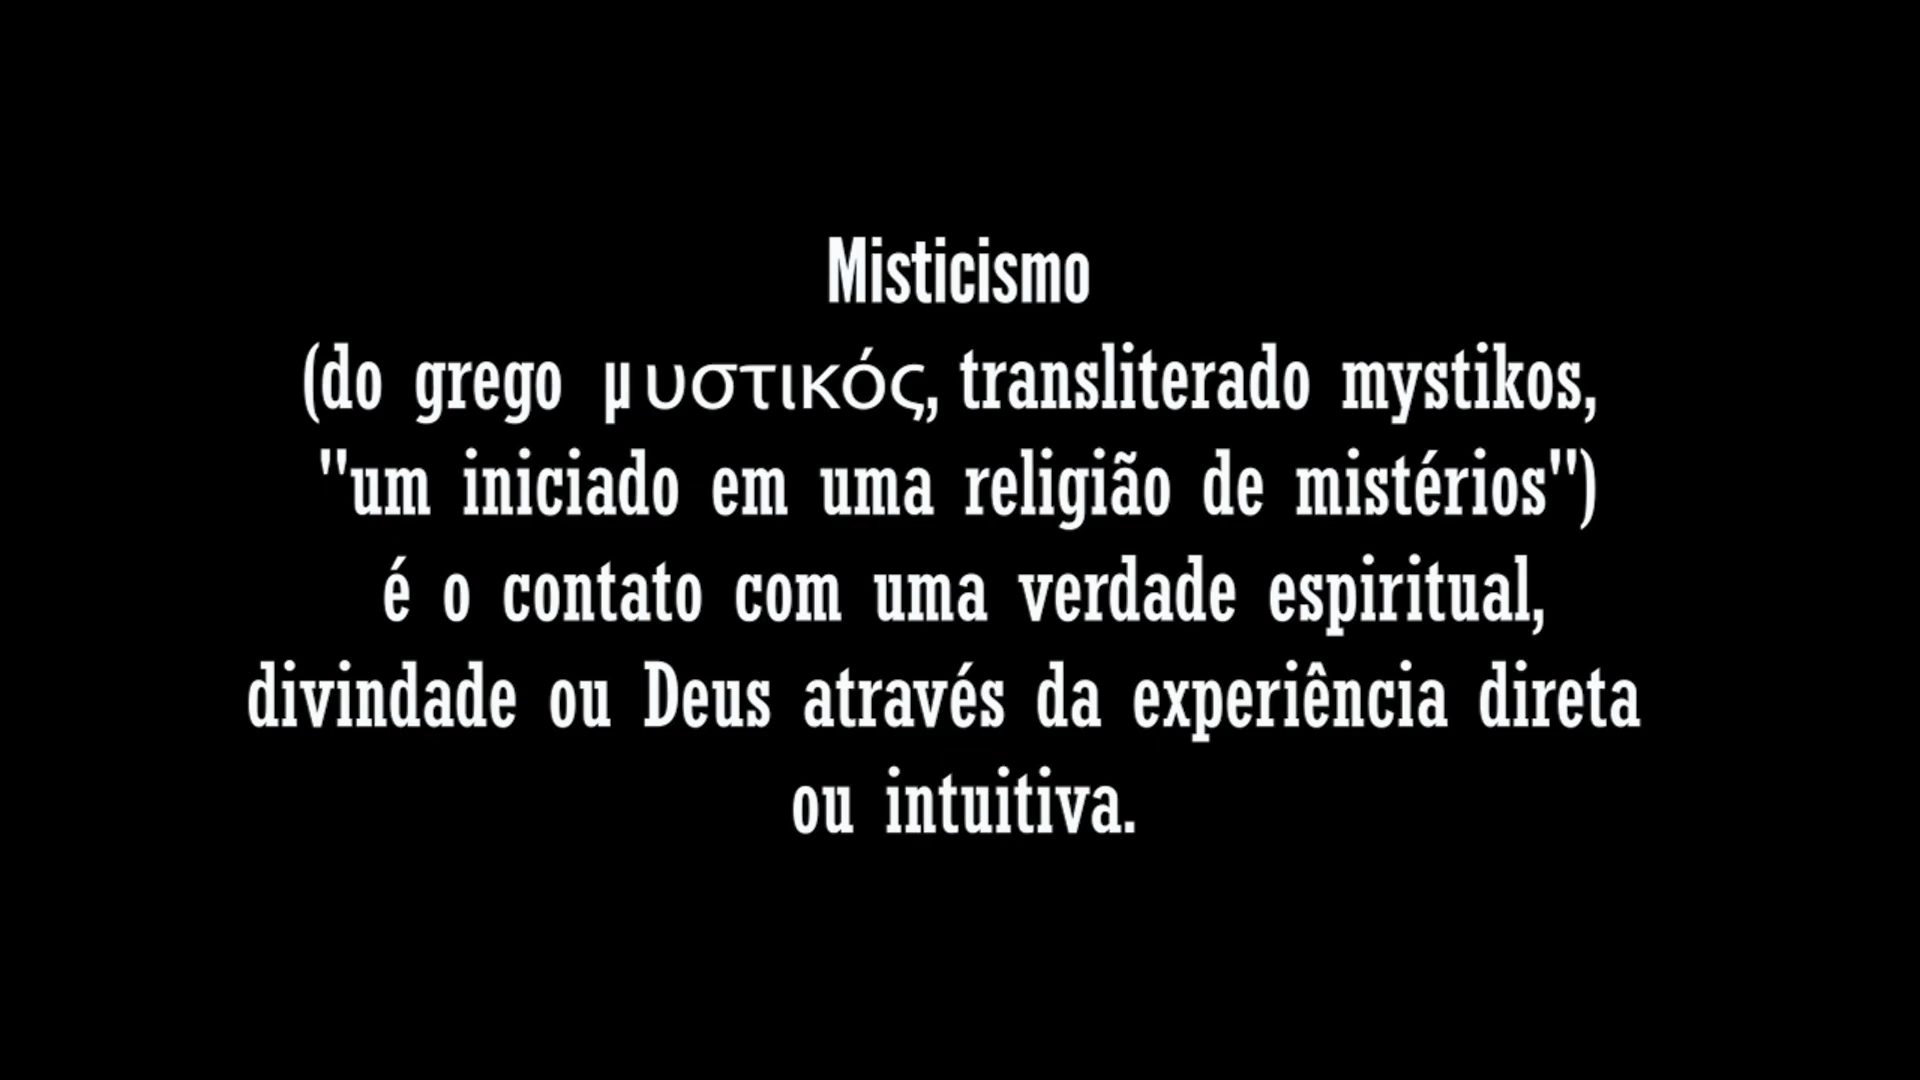 Misticismo
(do grego μυστικός, transliterado mystikos,
"um iniciado em uma religião de mistérios")
é o contato com uma verdade espiritual,
divindade ou Deus através da experiência direta
ou intuitiva.